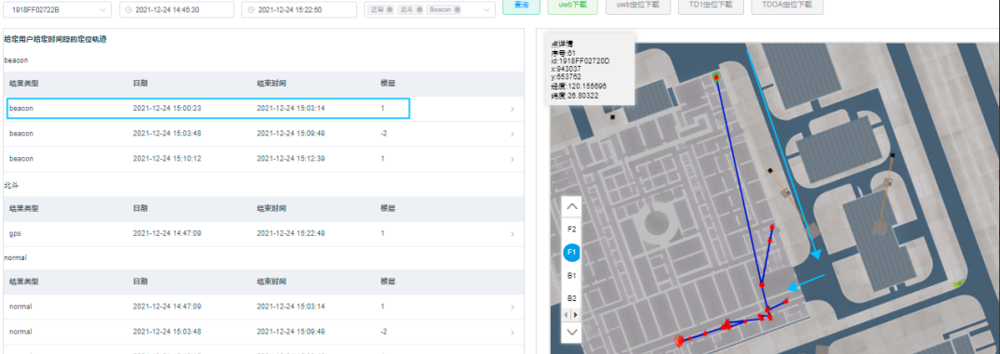 1918FF02722B 2021-12-24 14:45:30 2021-12-24 15:22:50 正常 北斗 Beacon 查询 uwb下载 uwb定位下载 TD1定位下载 TDOA定位下载
给定用户给定时间段的定位轨迹
beacon
结果类型 日期 结束时间 楼层
beacon 2021-12-24 15:00:23 2021-12-24 15:03:14 1
beacon 2021-12-24 15:03:48 2021-12-24 15:09:49 -2
beacon 2021-12-24 15:10:12 2021-12-24 15:12:39 1
北斗
结果类型 日期 结束时间 楼层
gps 2021-12-24 14:47:09 2021-12-24 15:22:49 1
normal
结果类型 日期 结束时间 楼层
normal 2021-12-24 14:47:09 2021-12-24 15:03:14 1
normal 2021-12-24 15:03:48 2021-12-24 15:09:49 -2
点详情
序号:61
id:1918FF02720D
x:943037
y:653762
经度:120.155696
纬度:26.80322
F2
F1
B1
B2